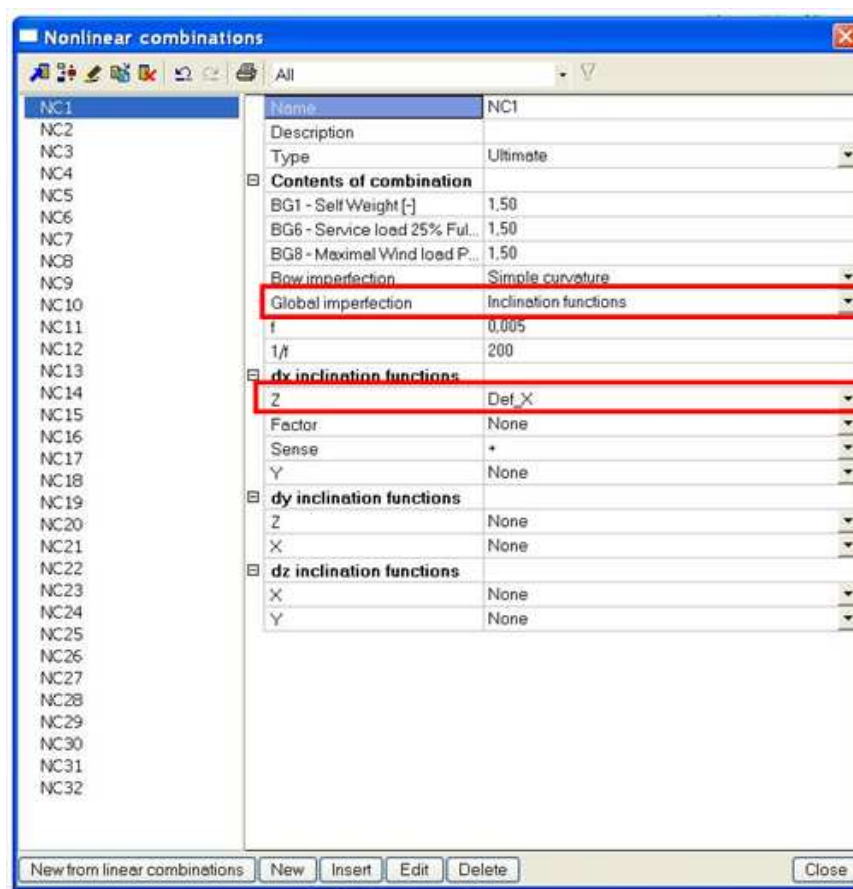 Nonlinear combinations
All
NC1
NC2
NC3
NC4
NC5
NC6
NC7
NC8
NC9
NC10
NC11
NC12
NC13
NC14
NC15
NC16
NC17
NC18
NC19
NC20
NC21
NC22
NC23
NC24
NC25
NC26
NC27
NC28
NC29
NC30
NC31
NC32
Name NC1
Description
Type Ultimate
Contents of combination
BG1 - Self Weight [-] 1,50
BG6 - Service load 25% Ful... 1,50
BG8 - Maximal Wind load P... 1,50
Bow imperfection Simple curvature
Global imperfection Inclination functions
f 0,005
1/f 200
dx inclination functions
Z Def_X
Factor None
Sense +
Y None
dy inclination functions
Z None
X None
dz inclination functions
X None
Y None
New from linear combinations New Insert Edit Delete Close